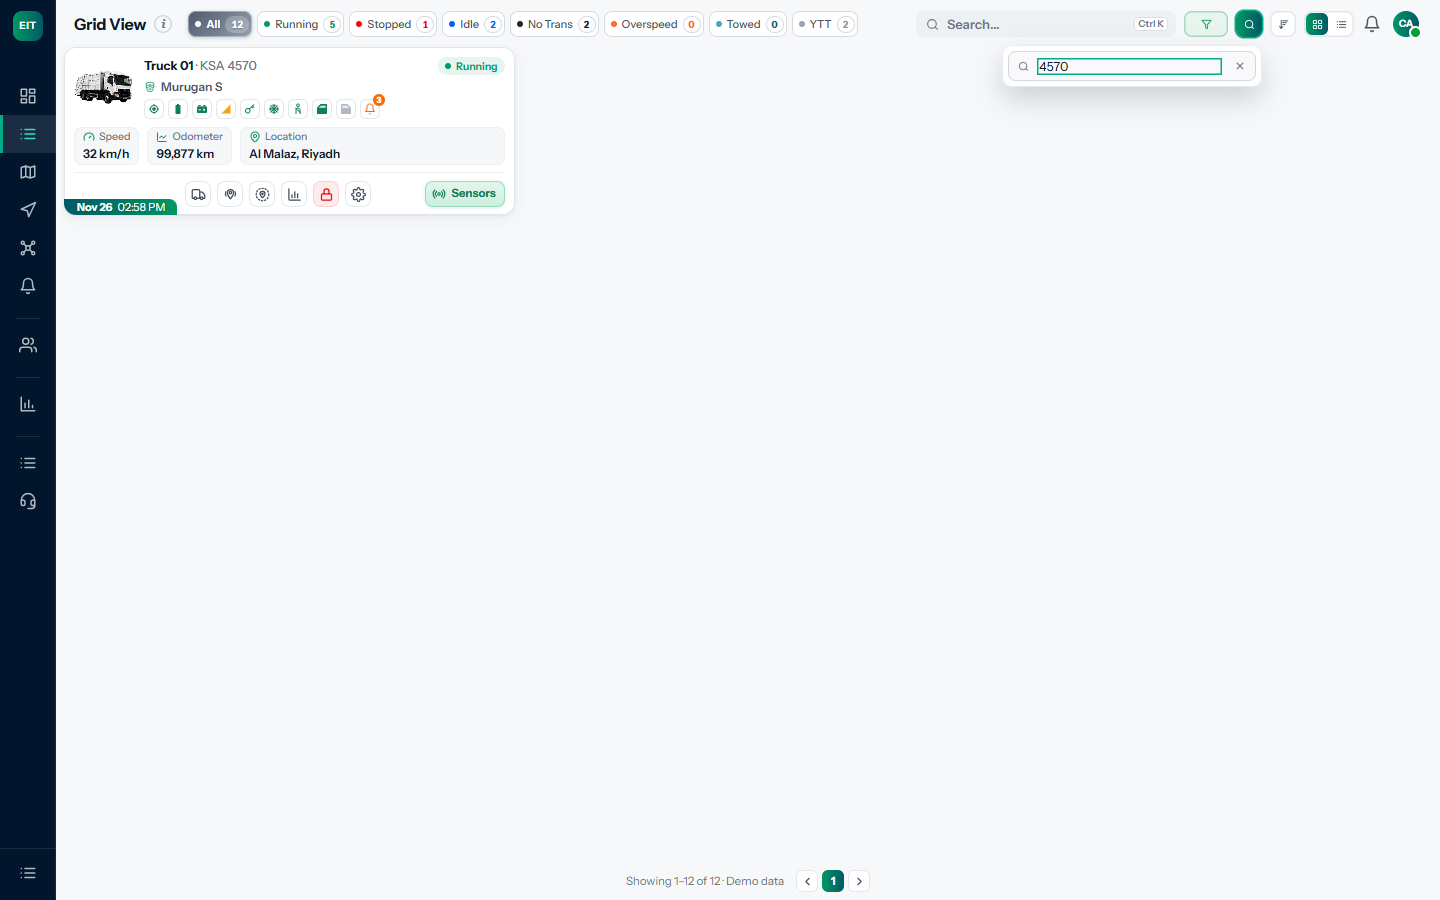 EIT
Grid View
All 12
Running 5
Stopped 1
Idle 2
No Trans 2
Overspeed 0
Towed 0
YTT 2
Search...
Ctrl K
CA
4570
Truck 01 · KSA 4570
Running
Murugan S
3
Speed
32 km/h
Odometer
99,877 km
Location
Al Malaz, Riyadh
Nov 26 02:58 PM
Sensors
Showing 1–12 of 12 · Demo data
1